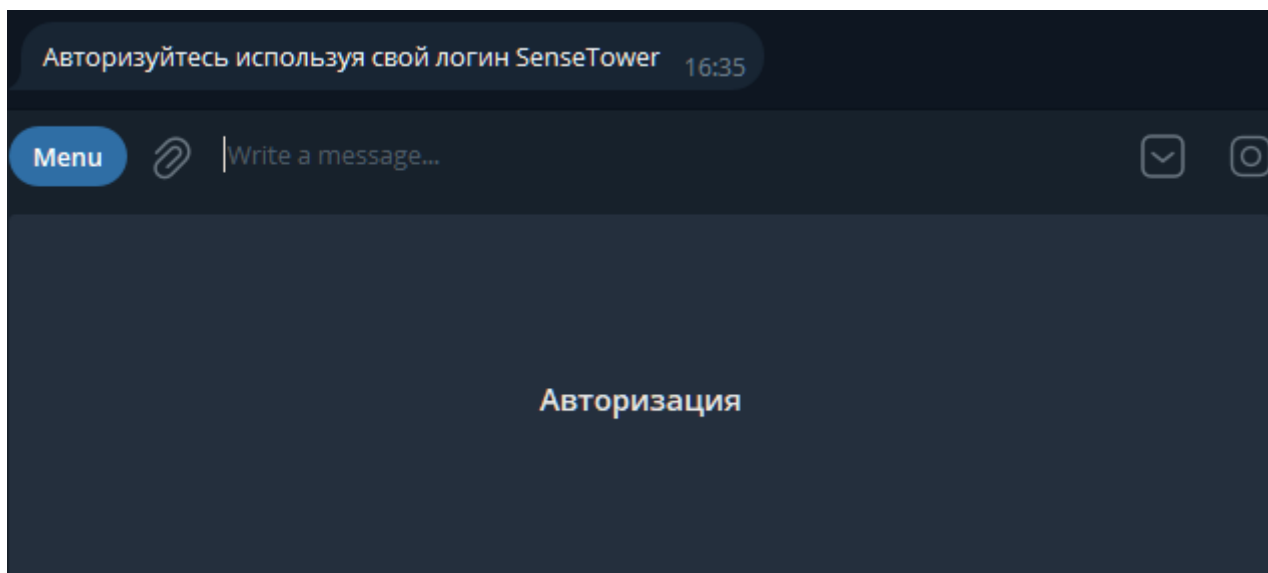 Авторизуйтесь используя свой логин SenseTower 16:35
Menu Write a message...
Авторизация